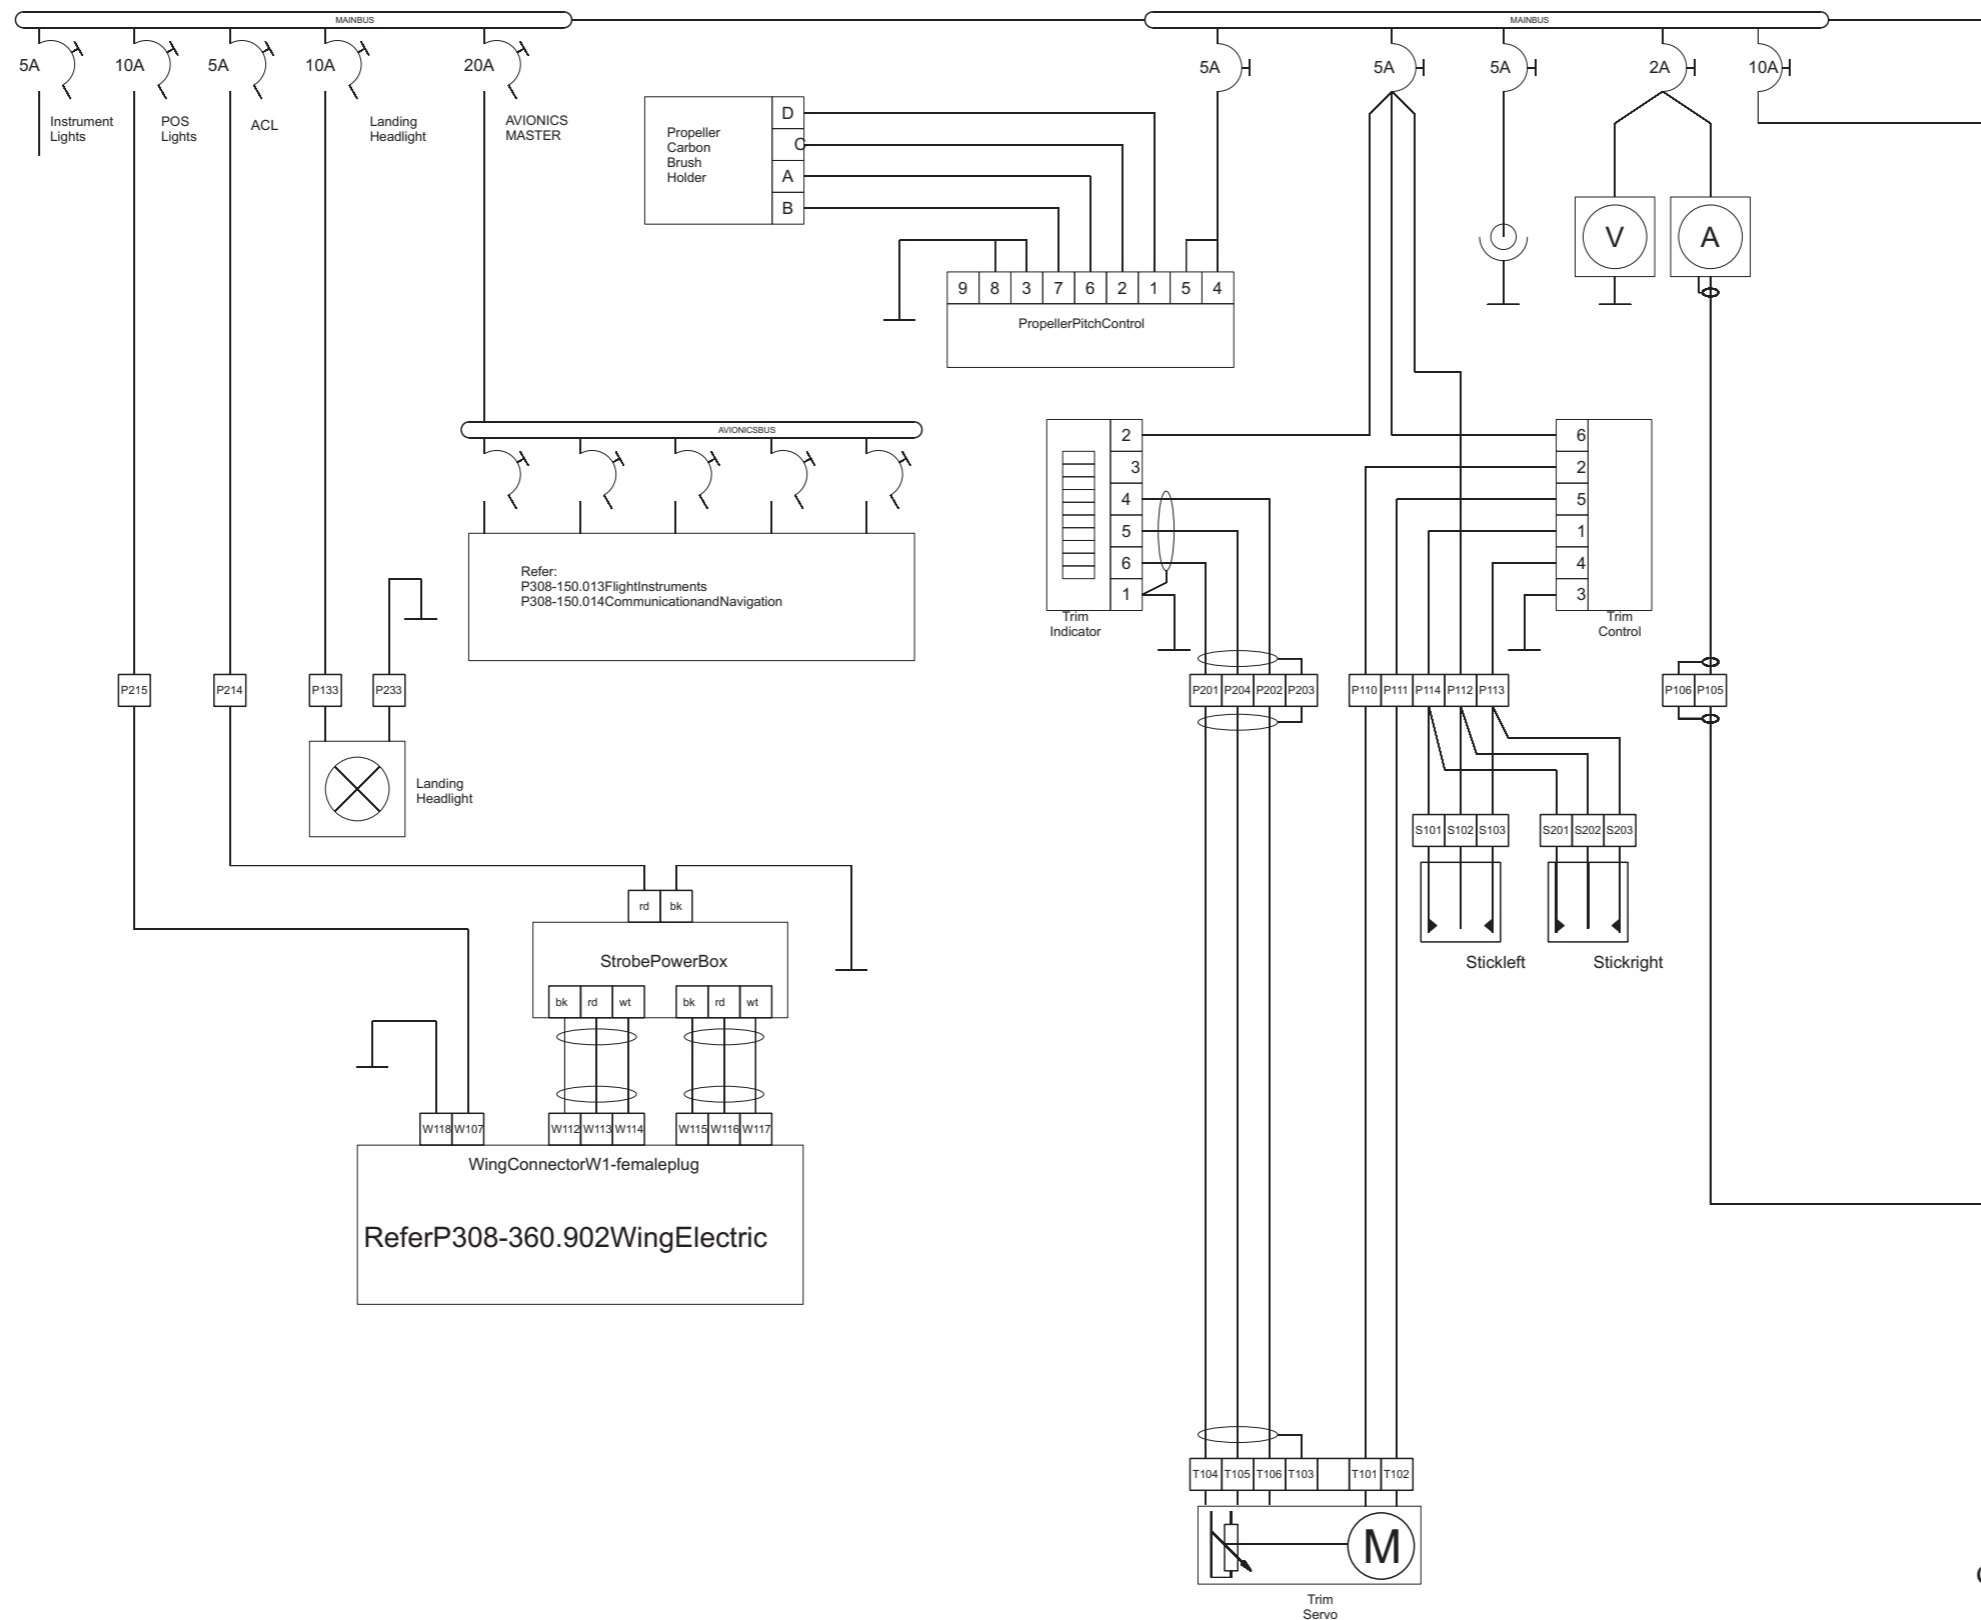 MAINBUS
MAINBUS
5A
10A
5A
10A
20A
5A
5A
5A
2A
10A
Instrument
Lights
POS
Lights
ACL
Landing
Headlight
AVIONICS
MASTER
Propeller
Carbon
Brush
Holder
D
C
A
B
V
A
9 8 3 7 6 2 1 5 4
PropellerPitchControl
AVIONICSBUS
Refer:
P308-150.013FlightInstruments
P308-150.014CommunicationandNavigation
2
3
4
5
6
1
Trim
Indicator
6
2
5
1
4
3
Trim
Control
P215
P214
P133
P233
P201 P204 P202 P203
P110 P111 P114 P112 P113
P106 P105
Landing
Headlight
S101 S102 S103
S201 S202 S203
Stickleft
Stickright
rd bk
StrobePowerBox
bk rd wt
bk rd wt
W118 W107
W112 W113 W114
W115 W116 W117
WingConnectorW1-femaleplug
ReferP308-360.902WingElectric
T104 T105 T106 T103
T101 T102
M
Trim
Servo